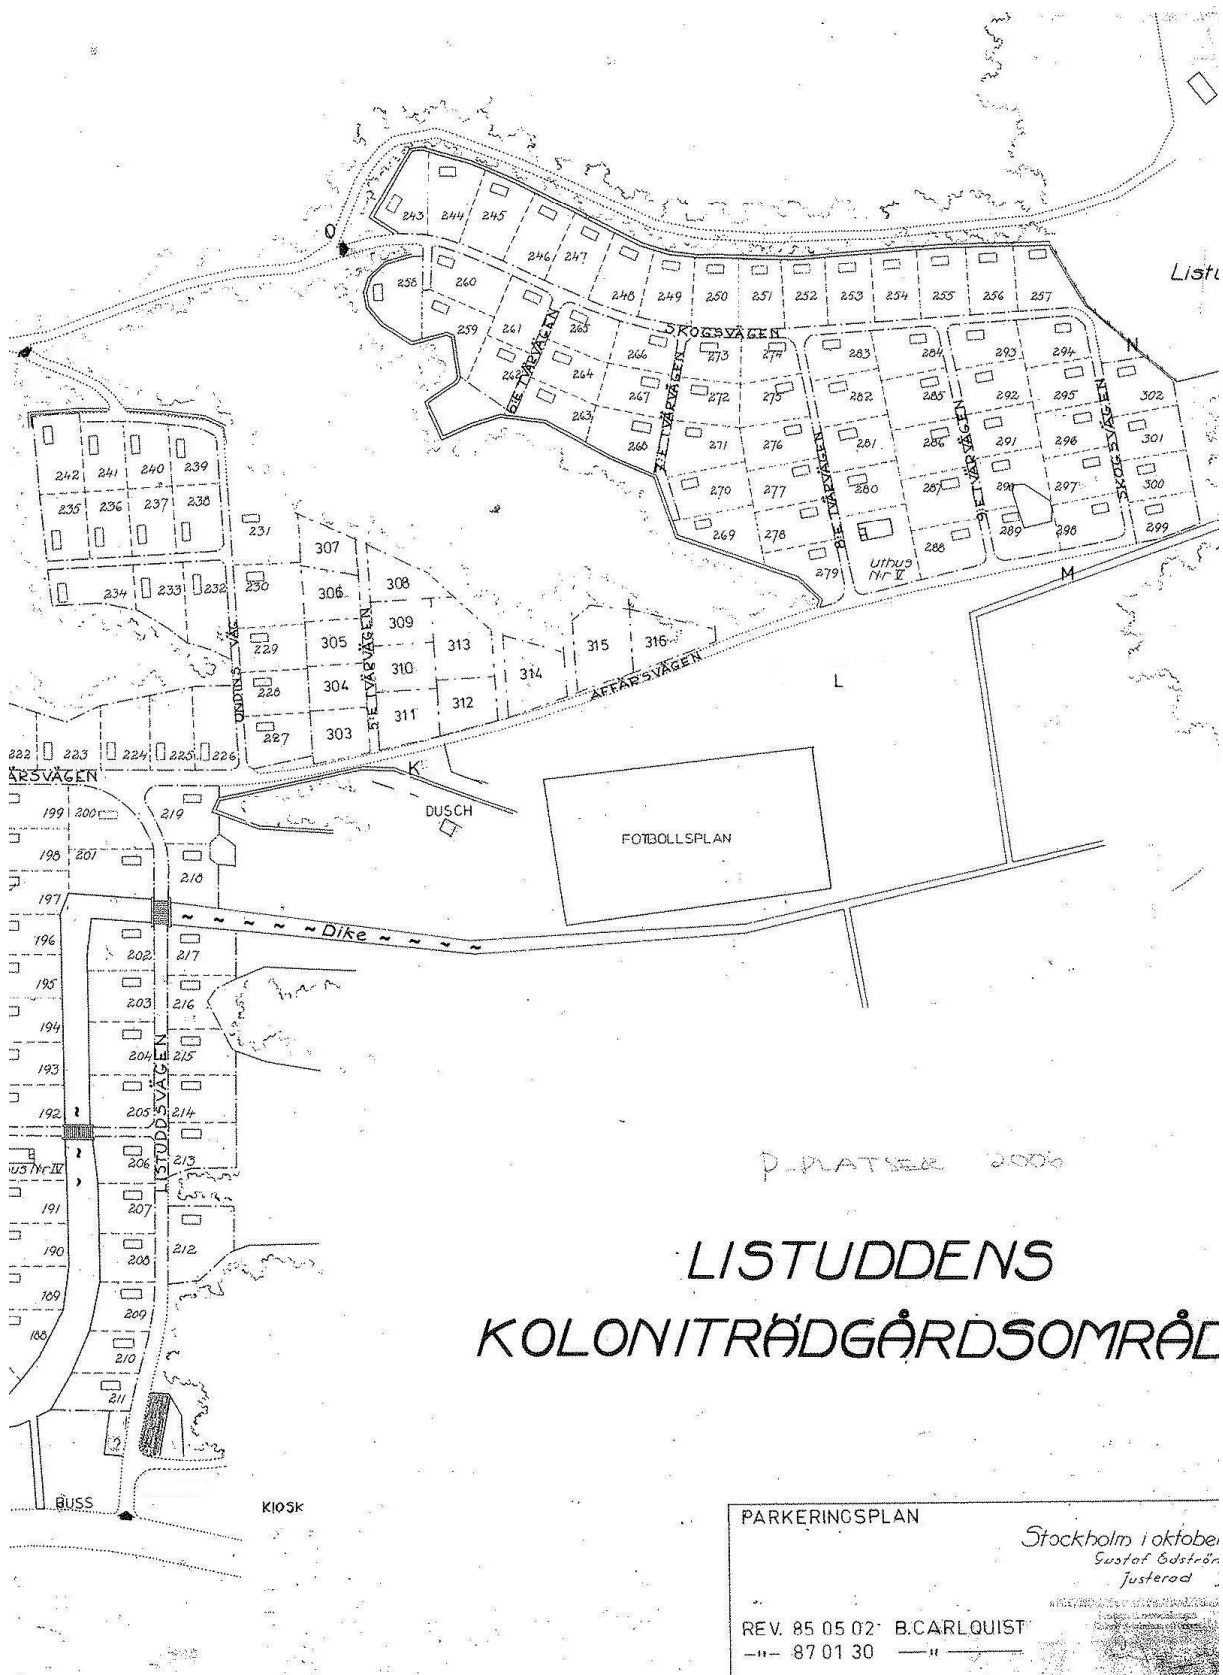 243 244 245
O
246 247
258 260
248 249 250 251 252 253 254 255 256 257
259 261 265
SKOGSVÄGEN
266 273 274 283 284 293 294 N
262 6:E TVÄRVÄGEN 264
267 7:E TVÄRVÄGEN 272 275 282 285 292 295 302
263
268 271 276 281 286 291 296 301
242 241 240 239
270 277 8:E TVÄRVÄGEN 280 287 9:E TVÄRVÄGEN 290 297 SKOGSVÄGEN 300
235 236 237 238
231 269 278 288 289 298 299
307
279 Uthus
Nr V
M
234 233 232 230 306 308
309
229 305 313 315 316
UNDINS VÄG 5:E TVÄRVÄGEN 310
228 304 314 AFFÄRSVÄGEN L
311 312
222 223 224 225 226 227 303
ÄRSVÄGEN K
199 200 219 DUSCH
FOTBOLLSPLAN
198 201 218
197
196 Dike
202 217
195
203 216
194
204 215
193
192 205 LISTUDDSVÄGEN 214
206 213
us Nr IV
191 207
P-PLATSER 2006
190 208 212
LISTUDDENS
189 209
KOLONITRÄDGÅRDSOMRÅD
188 210
211
BUSS KIOSK
PARKERINGSPLAN
Stockholm i oktober
Gustof
Justerad
REV. 85 05 02 B.CARLQUIST
—"— 87 01 30 —"—